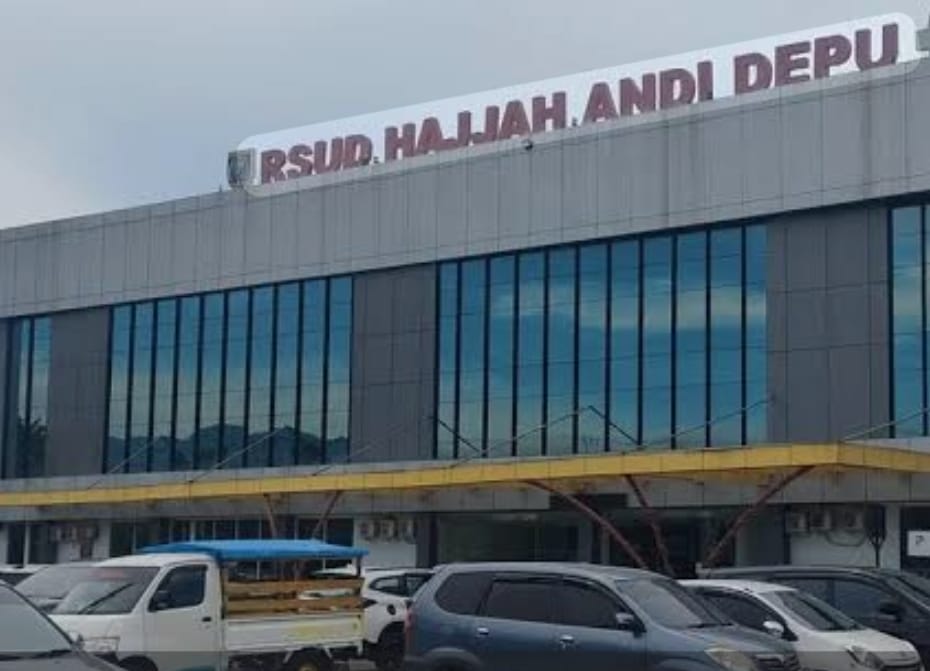 RSUD. HAJJAH. ANDI DEPU
P